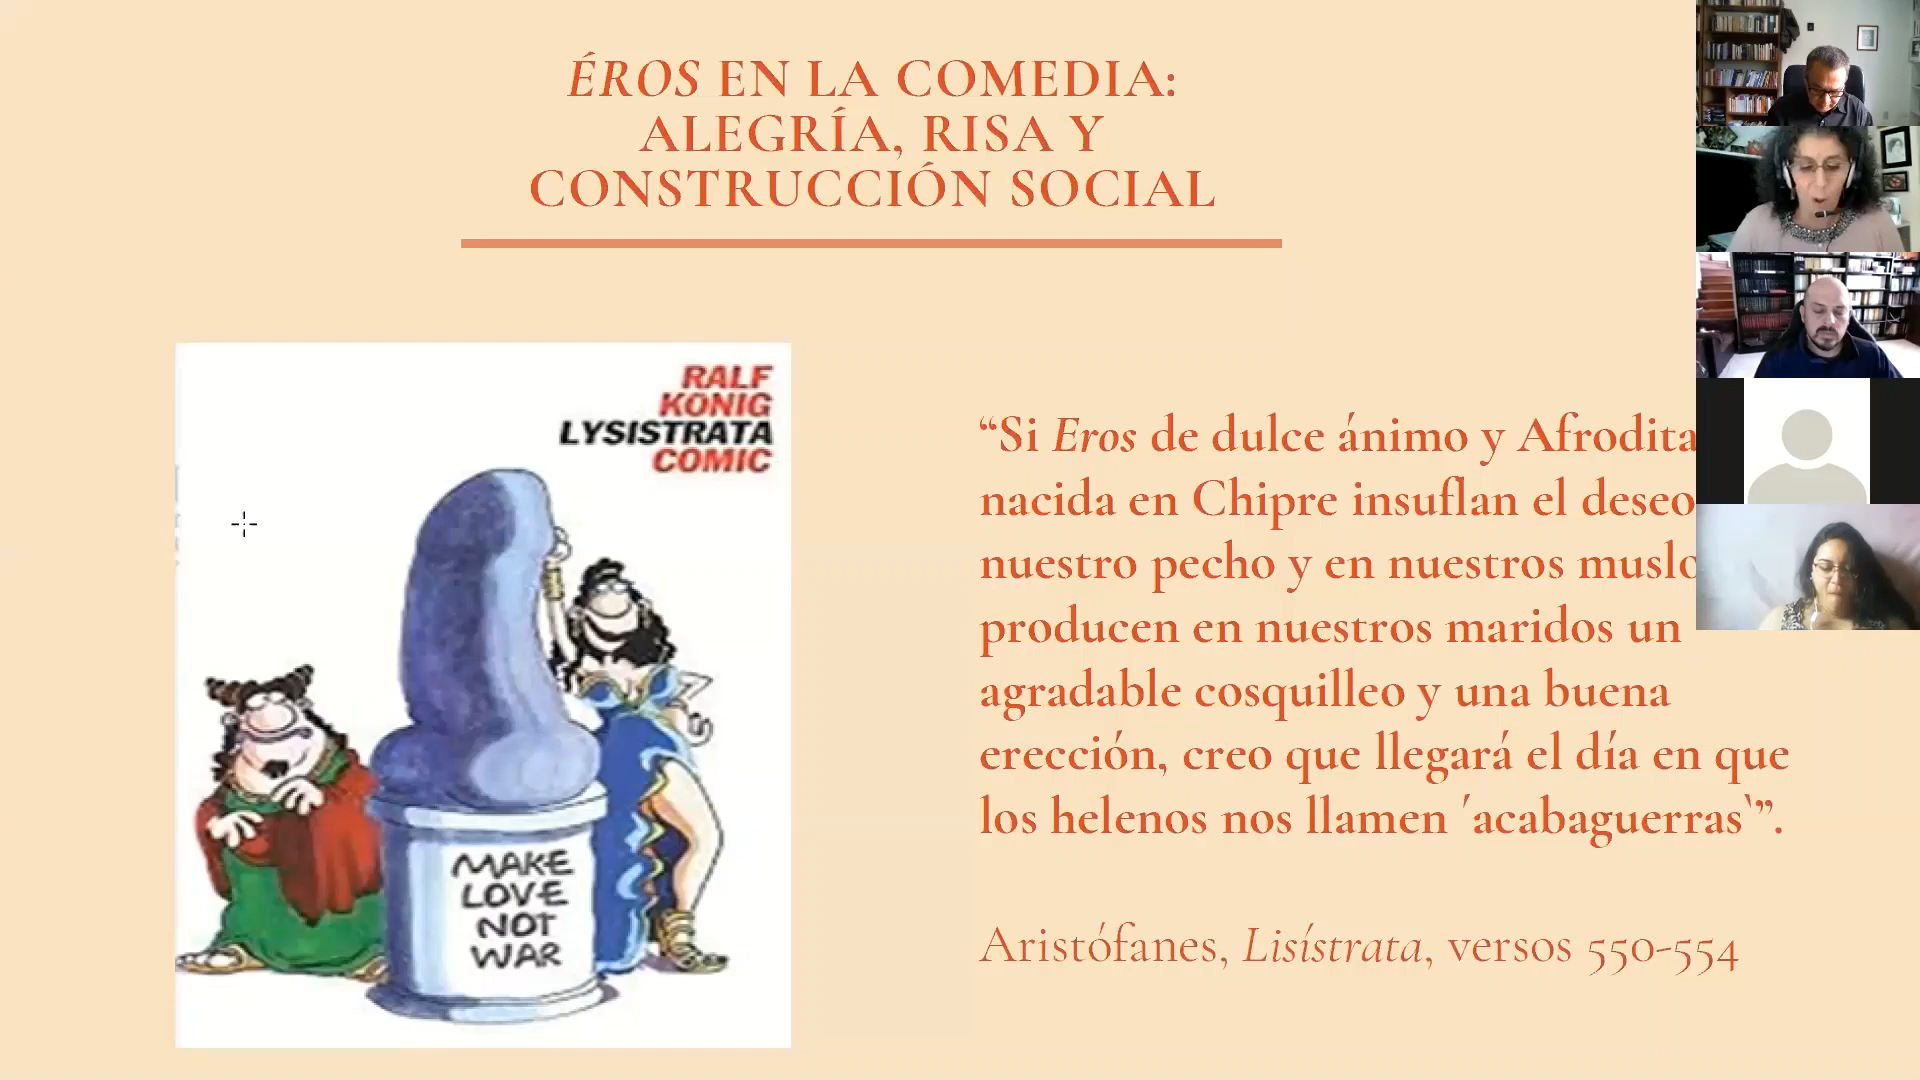 ÉROS EN LA COMEDIA:
ALEGRÍA, RISA Y
CONSTRUCCIÓN SOCIAL
RALF
KÖNIG
LYSISTRATA
COMIC
MAKE
LOVE
NOT
WAR
“Si Eros de dulce ánimo y Afrodita
nacida en Chipre insuflan el deseo
nuestro pecho y en nuestros muslo
producen en nuestros maridos un
agradable cosquilleo y una buena
erección, creo que llegará el día en que
los helenos nos llamen ´acabaguerras`”.
Aristófanes, Lisístrata, versos 550-554